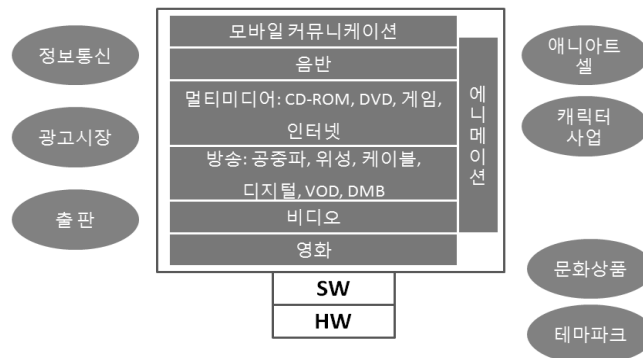 정보통신
광고시장
출 판
모바일 커뮤니케이션
음반
멀티미디어: CD-ROM, DVD, 게임,
인터넷
방송: 공중파, 위성, 케이블,
디지털, VOD, DMB
비디오
영화
에니메이션
SW
HW
애니아트
셀
캐릭터
사업
문화상품
테마파크